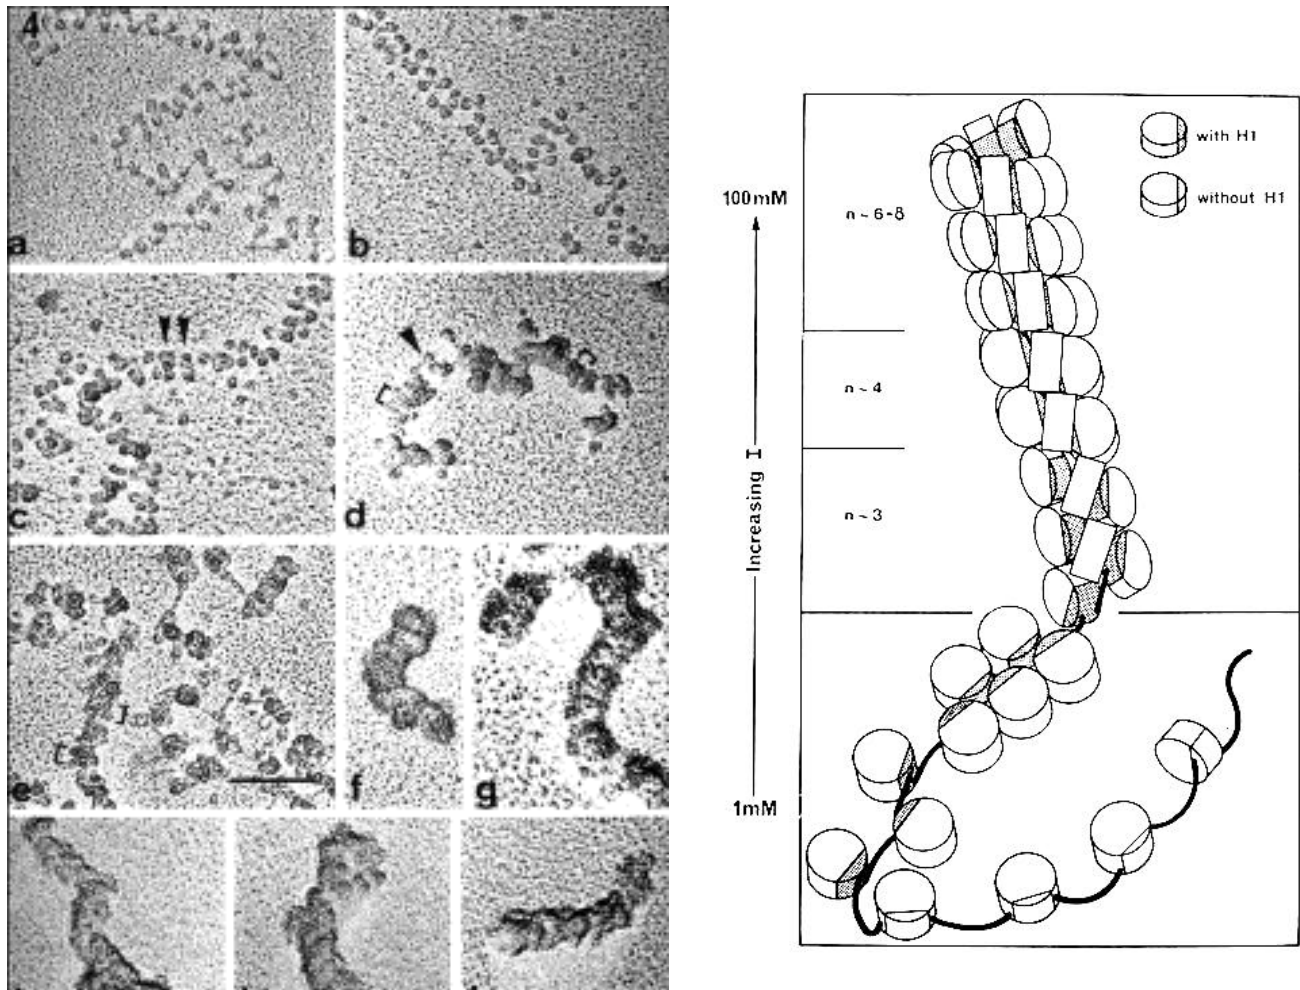 4
a
b
c
d
e
f
g
with H1
without H1
100mM
n ~ 6-8
n ~ 4
Increasing I
n ~ 3
1mM